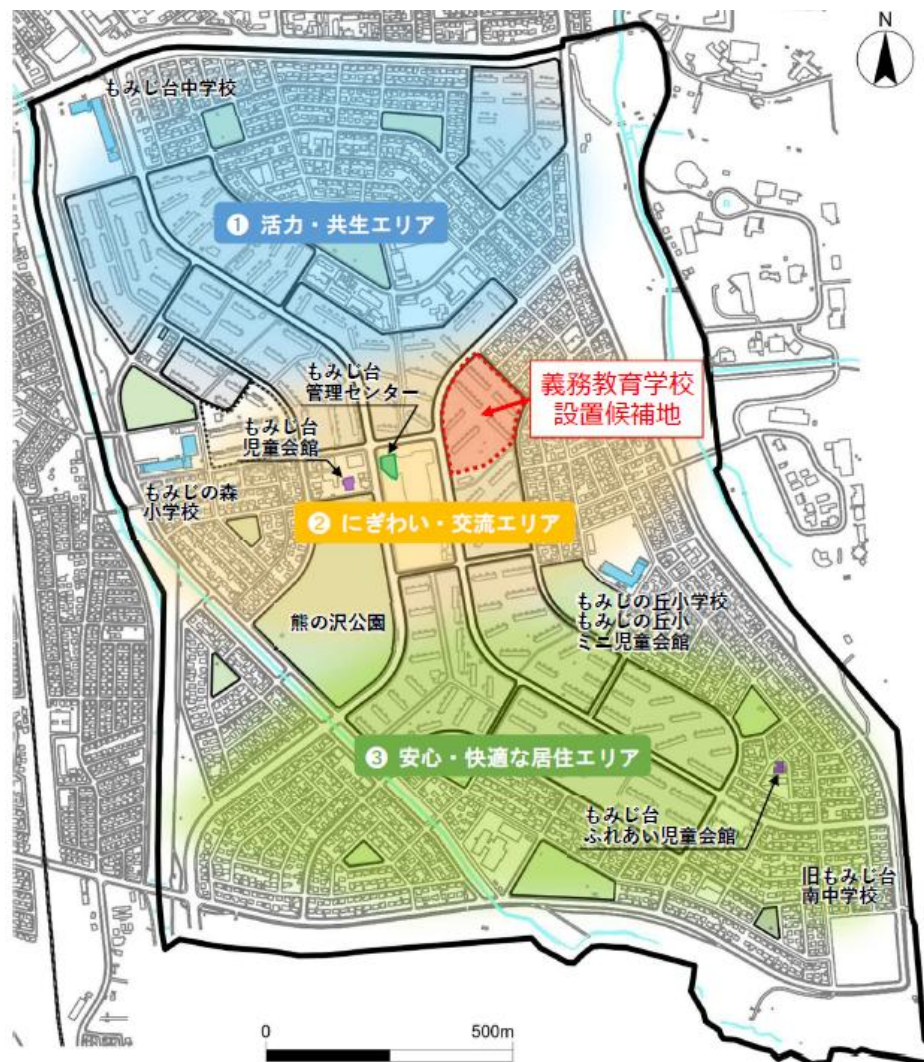 N
もみじ台中学校
❶ 活力・共生エリア
もみじ台
管理センター
義務教育学校
設置候補地
もみじ台
児童会館
もみじの森
小学校
❷ にぎわい・交流エリア
熊の沢公園
もみじの丘小学校
もみじの丘小
ミニ児童会館
❸ 安心・快適な居住エリア
もみじ台
ふれあい児童会館
旧もみじ台
南中学校
0
500m